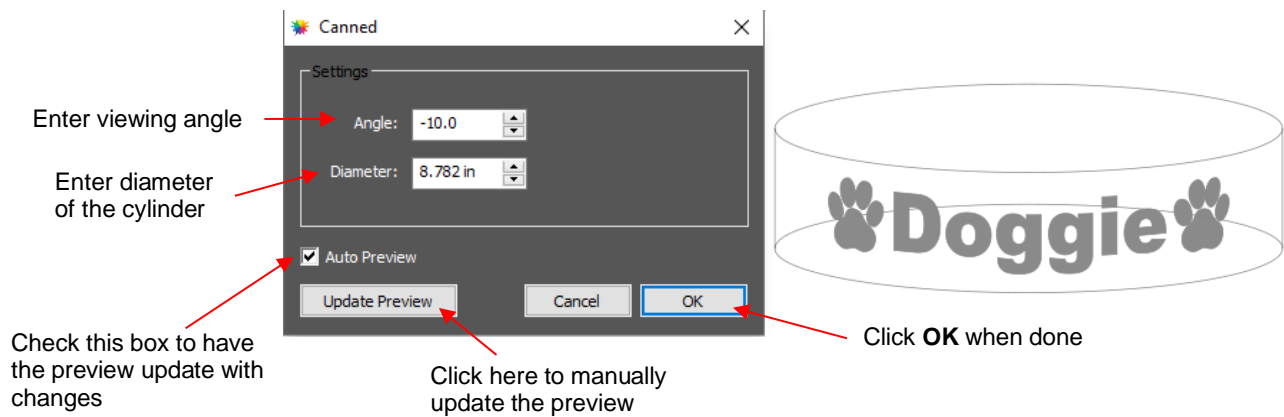 Canned
Settings
Enter viewing angle
Angle: -10.0
Enter diameter
of the cylinder
Diameter: 8.782 in
Doggie
Auto Preview
Update Preview Cancel OK
Check this box to have
the preview update with
changes
Click here to manually
update the preview
Click OK when done